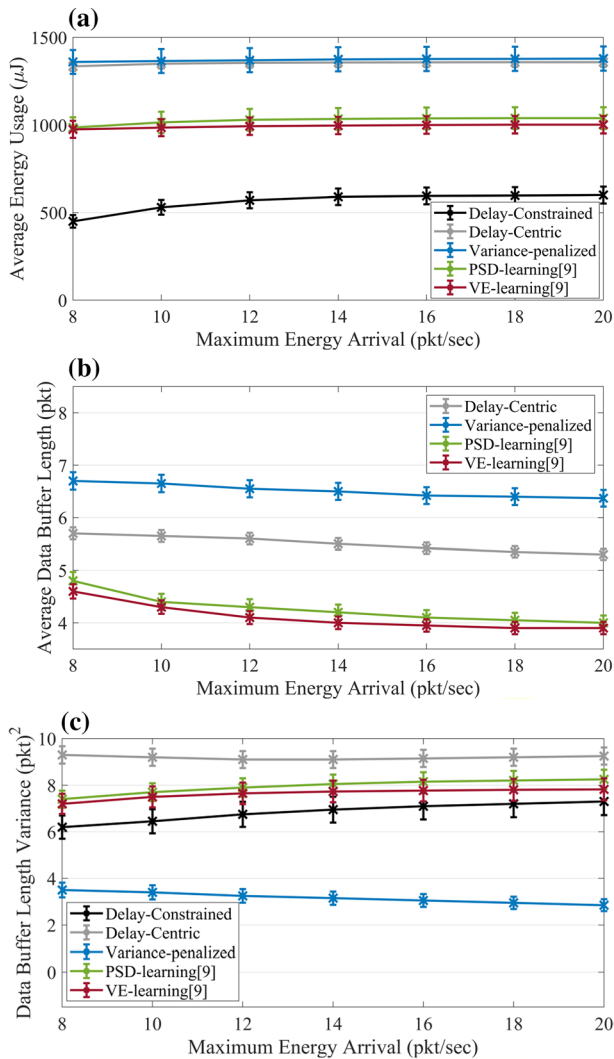 (a)
1500
1000
500
0
Average Energy Usage (μJ)
Delay-Constrained
Delay-Centric
Variance-penalized
PSD-learning[9]
VE-learning[9]
8 10 12 14 16 18 20
Maximum Energy Arrival (pkt/sec)
(b)
8
7
6
5
4
Average Data Buffer Length (pkt)
Delay-Centric
Variance-penalized
PSD-learning[9]
VE-learning[9]
8 10 12 14 16 18 20
Maximum Energy Arrival (pkt/sec)
(c)
10
8
6
4
2
0
Data Buffer Length Variance (pkt)²
Delay-Constrained
Delay-Centric
Variance-penalized
PSD-learning[9]
VE-learning[9]
8 10 12 14 16 18 20
Maximum Energy Arrival (pkt/sec)